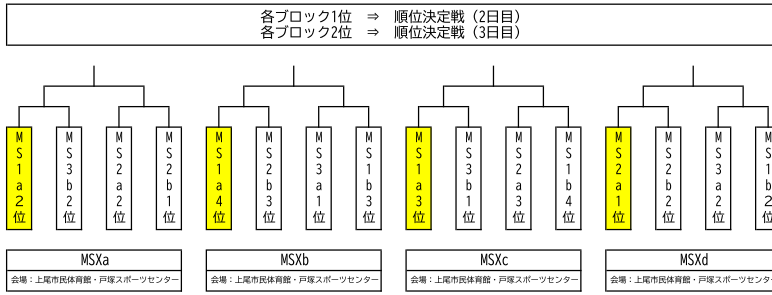 各ブロック1位　⇒　順位決定戦（2日目）
各ブロック2位　⇒　順位決定戦（3日目）
MS1a2位
MS3b2位
MS2a2位
MS2b1位
MS1a4位
MS2b3位
MS3a1位
MS1b3位
MS1a3位
MS3b1位
MS2a3位
MS1b4位
MS2a1位
MS2b2位
MS3a2位
MS1b2位
MSXa
MSXb
MSXc
MSXd
会場：上尾市民体育館・戸塚スポーツセンター
会場：上尾市民体育館・戸塚スポーツセンター
会場：上尾市民体育館・戸塚スポーツセンター
会場：上尾市民体育館・戸塚スポーツセンター